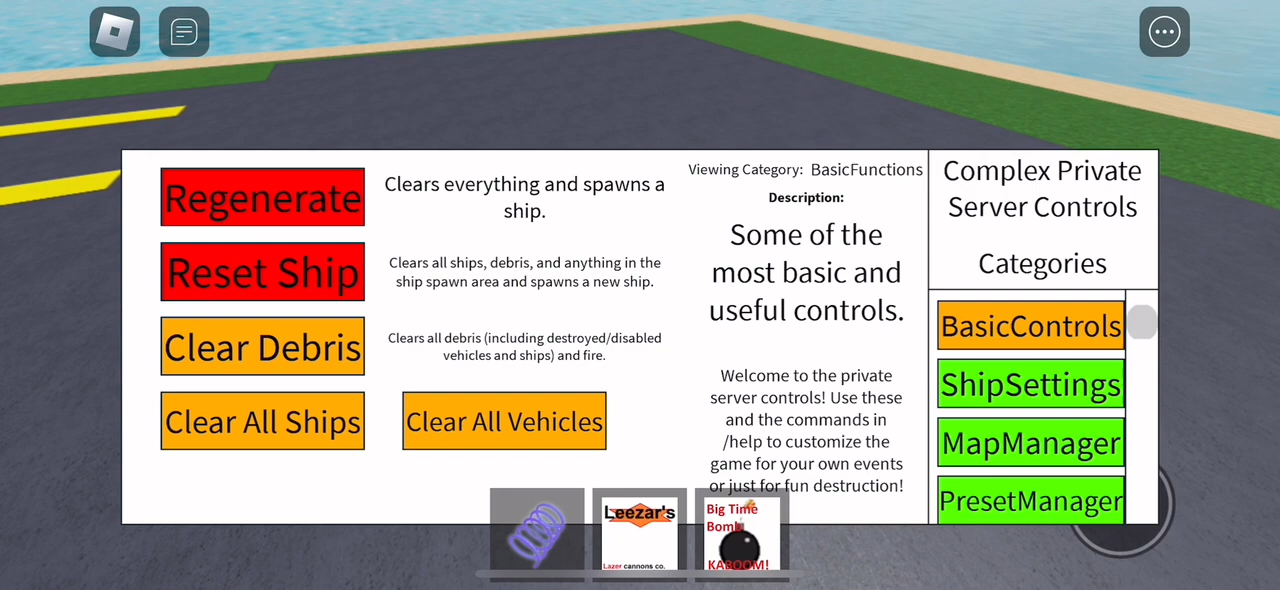 Regenerate
Clears everything and spawns a
ship.
Reset Ship
Clears all ships, debris, and anything in the
ship spawn area and spawns a new ship.
Clear Debris
Clears all debris (including destroyed/disabled
vehicles and ships) and fire.
Clear All Ships
Clear All Vehicles
Viewing Category: BasicFunctions
Description:
Some of the
most basic and
useful controls.
Welcome to the private
server controls! Use these
and the commands in
/help to customize the
game for your own events
or just for fun destruction!
Complex Private
Server Controls
Categories
BasicControls
ShipSettings
MapManager
PresetManager
Leezar's
Lazer cannons co.
Big Time
Bomb
KABOOM!